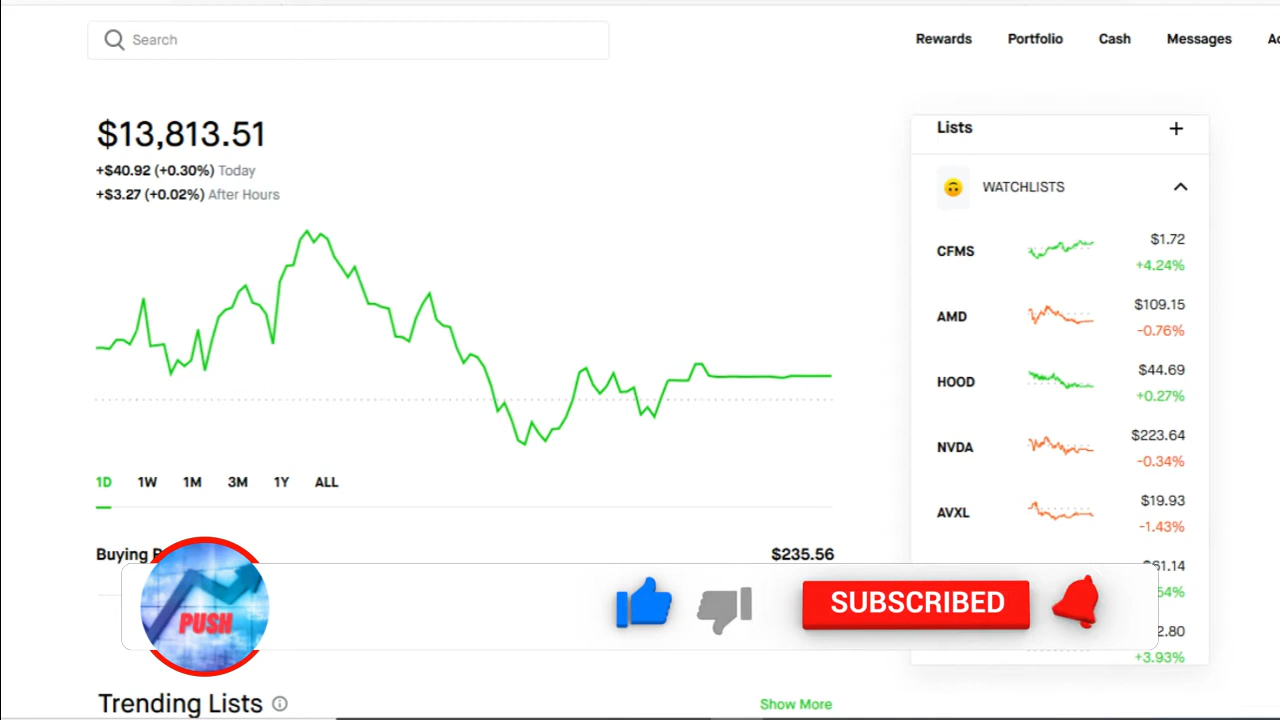 Search
Rewards
Portfolio
Cash
Messages
$13,813.51
+$40.92 (+0.30%) Today
+$3.27 (+0.02%) After Hours
1D
1W
1M
3M
1Y
ALL
Buying
$235.56
Trending Lists
Show More
Lists
WATCHLISTS
CFMS
$1.72
+4.24%
AMD
$109.15
-0.76%
HOOD
$44.69
+0.27%
NVDA
$223.64
-0.34%
AVXL
$19.93
-1.43%
+3.93%
PUSH
SUBSCRIBED